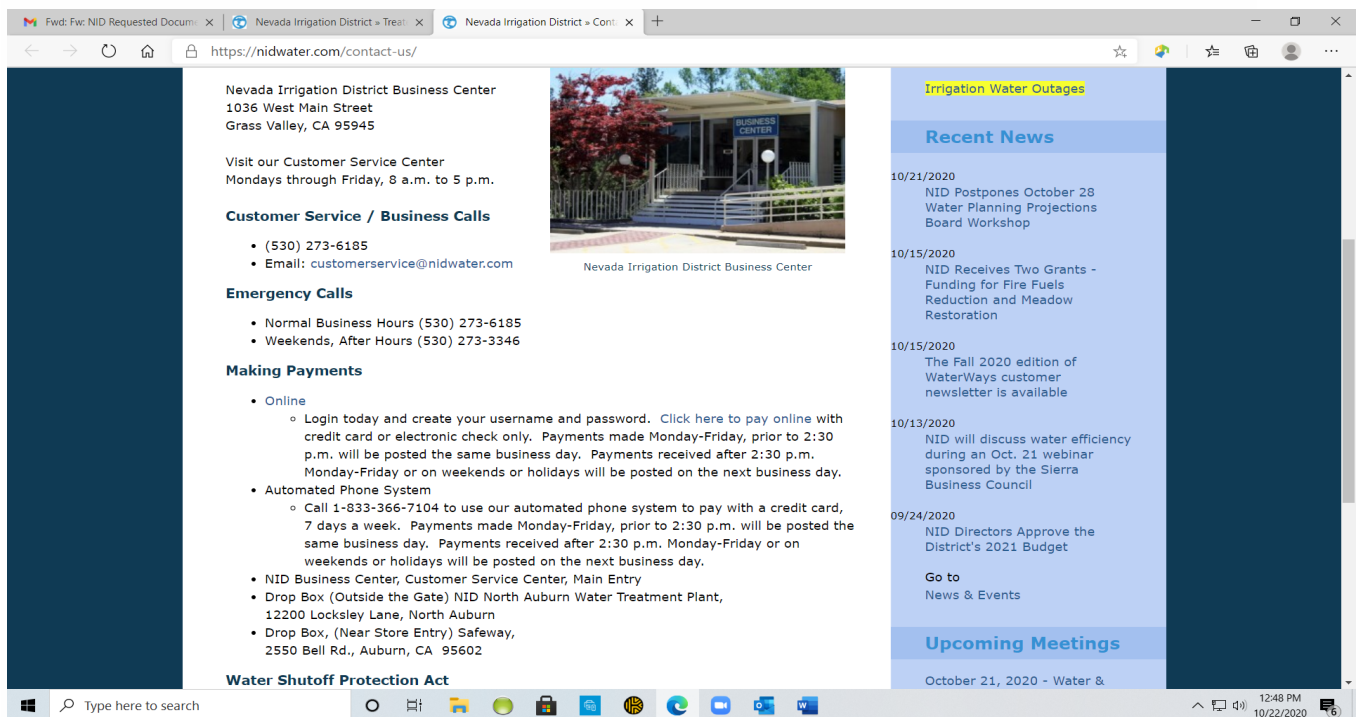 Fwd: Fw: NID Requested Docume
Nevada Irrigation District » Treat
Nevada Irrigation District » Cont
https://nidwater.com/contact-us/
Nevada Irrigation District Business Center
1036 West Main Street
Grass Valley, CA 95945
Visit our Customer Service Center
Mondays through Friday, 8 a.m. to 5 p.m.
Customer Service / Business Calls
• (530) 273-6185
• Email: customerservice@nidwater.com
BUSINESS
CENTER
Nevada Irrigation District Business Center
Emergency Calls
• Normal Business Hours (530) 273-6185
• Weekends, After Hours (530) 273-3346
Making Payments
• Online
◦ Login today and create your username and password.  Click here to pay online with
credit card or electronic check only.  Payments made Monday-Friday, prior to 2:30
p.m. will be posted the same business day.  Payments received after 2:30 p.m.
Monday-Friday or on weekends or holidays will be posted on the next business day.
• Automated Phone System
◦ Call 1-833-366-7104 to use our automated phone system to pay with a credit card,
7 days a week.  Payments made Monday-Friday, prior to 2:30 p.m. will be posted the
same business day.  Payments received after 2:30 p.m. Monday-Friday or on
weekends or holidays will be posted on the next business day.
• NID Business Center, Customer Service Center, Main Entry
• Drop Box (Outside the Gate) NID North Auburn Water Treatment Plant,
12200 Locksley Lane, North Auburn
• Drop Box, (Near Store Entry) Safeway,
2550 Bell Rd., Auburn, CA  95602
Water Shutoff Protection Act
Irrigation Water Outages
Recent News
10/21/2020
NID Postpones October 28
Water Planning Projections
Board Workshop
10/15/2020
NID Receives Two Grants -
Funding for Fire Fuels
Reduction and Meadow
Restoration
10/15/2020
The Fall 2020 edition of
WaterWays customer
newsletter is available
10/13/2020
NID will discuss water efficiency
during an Oct. 21 webinar
sponsored by the Sierra
Business Council
09/24/2020
NID Directors Approve the
District's 2021 Budget
Go to
News & Events
Upcoming Meetings
October 21, 2020 - Water &
Type here to search
12:48 PM
10/22/2020
6